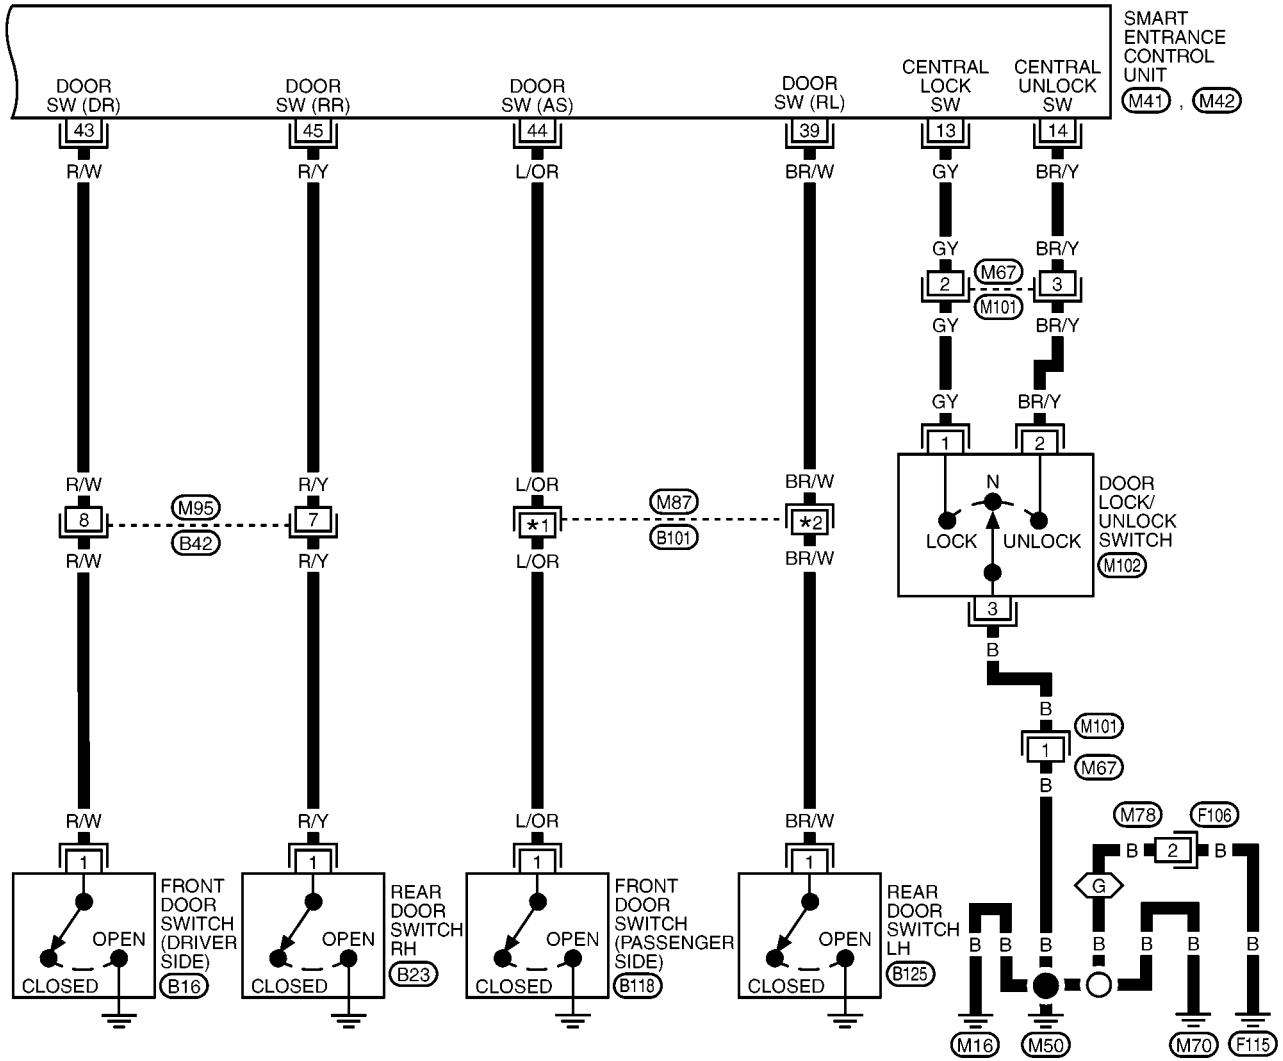 SMART
ENTRANCE
CONTROL
UNIT
M41 , M42
DOOR
SW (DR)
DOOR
SW (RR)
DOOR
SW (AS)
DOOR
SW (RL)
CENTRAL
LOCK
SW
CENTRAL
UNLOCK
SW
43 45 44 39 13 14
R/W R/Y L/OR BR/W GY BR/Y
GY BR/Y
2 M67 3
M101
GY BR/Y
GY BR/Y
1 2
N
LOCK UNLOCK
DOOR
LOCK/
UNLOCK
SWITCH
M102
3
B
R/W R/Y L/OR BR/W
8 M95 7 *1 M87 *2
B42 B101
R/W R/Y L/OR BR/W
B M101
1
M67
B
R/W R/Y L/OR BR/W
1 1 1 1
OPEN
CLOSED
FRONT
DOOR
SWITCH
(DRIVER
SIDE)
B16
OPEN
CLOSED
REAR
DOOR
SWITCH
RH
B23
OPEN
CLOSED
FRONT
DOOR
SWITCH
(PASSENGER
SIDE)
B118
OPEN
CLOSED
REAR
DOOR
SWITCH
LH
B125
M78 F106
B 2 B
G
B B B B B B B
M16 M50 M70 F115